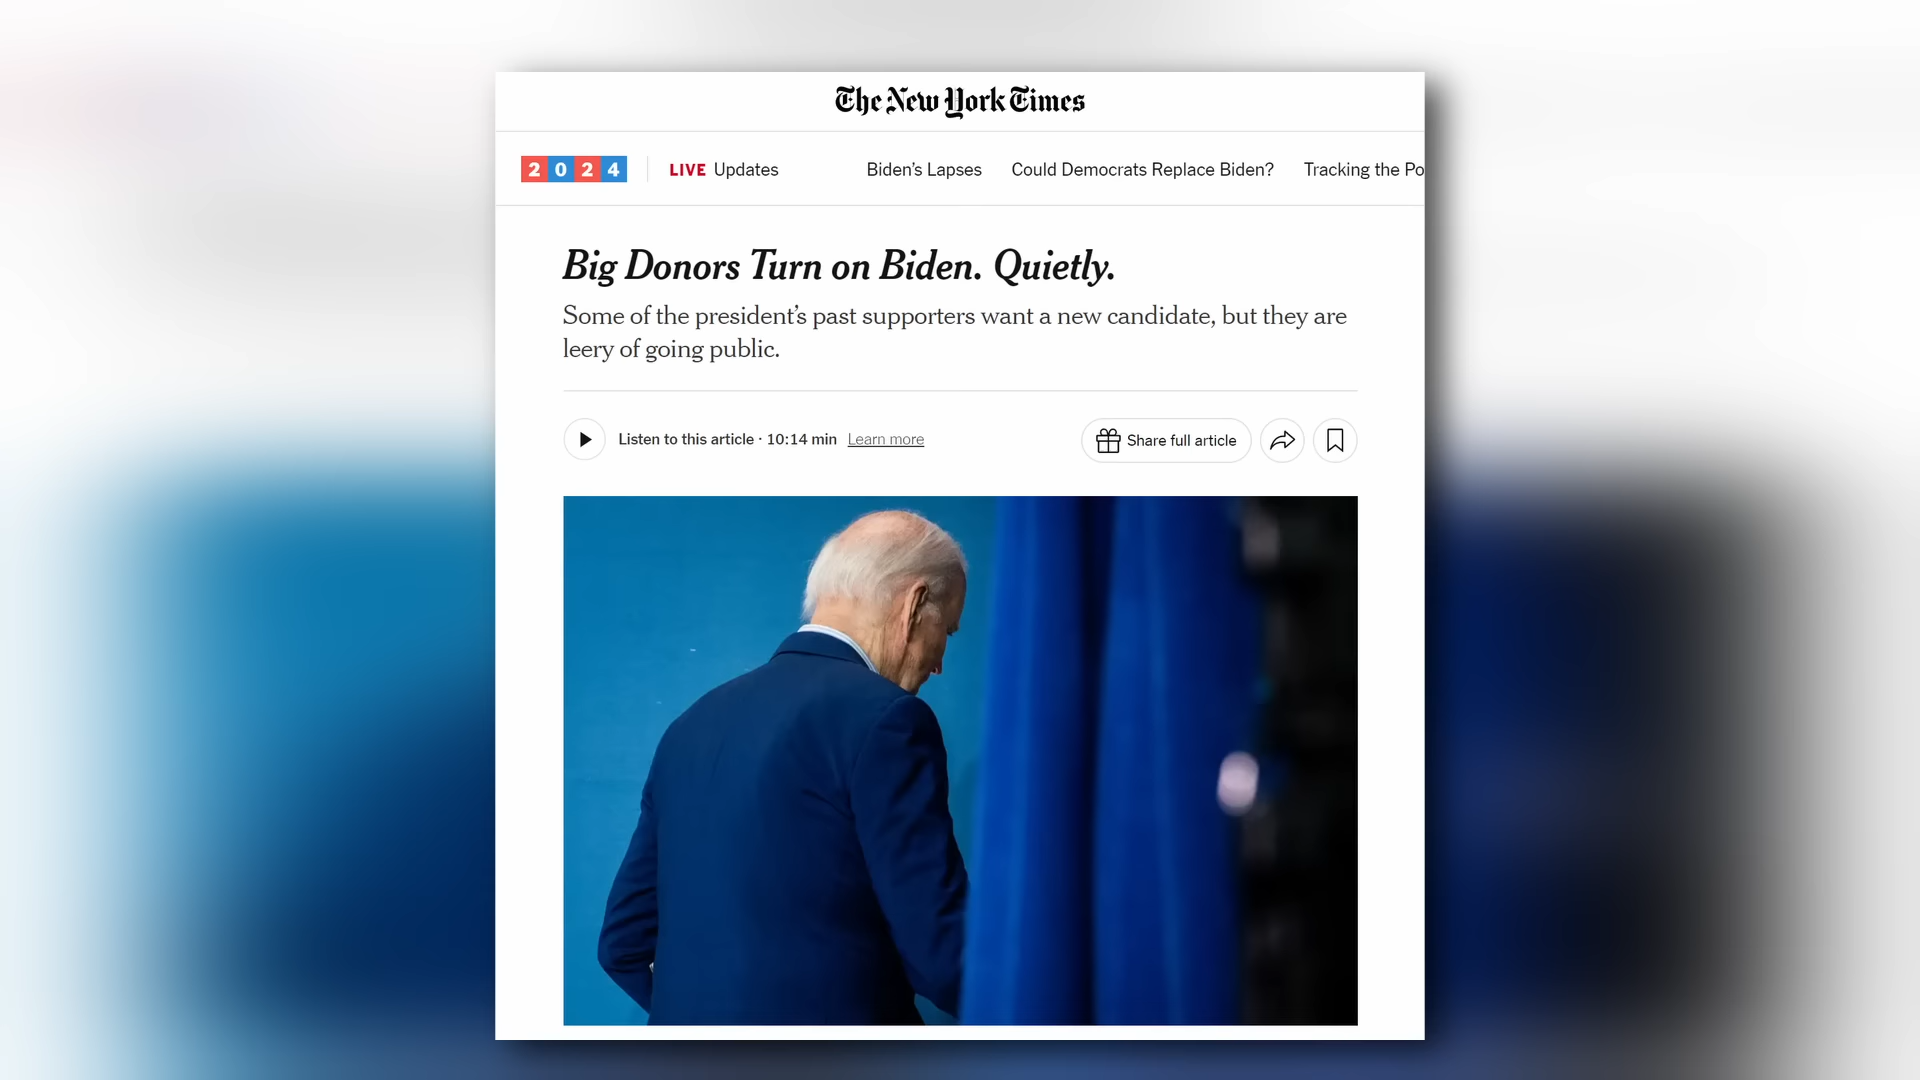 The New York Times
2024 LIVE Updates Biden’s Lapses Could Democrats Replace Biden? Tracking the Po
Big Donors Turn on Biden. Quietly.
Some of the president’s past supporters want a new candidate, but they are
leery of going public.
Listen to this article · 10:14 min Learn more Share full article